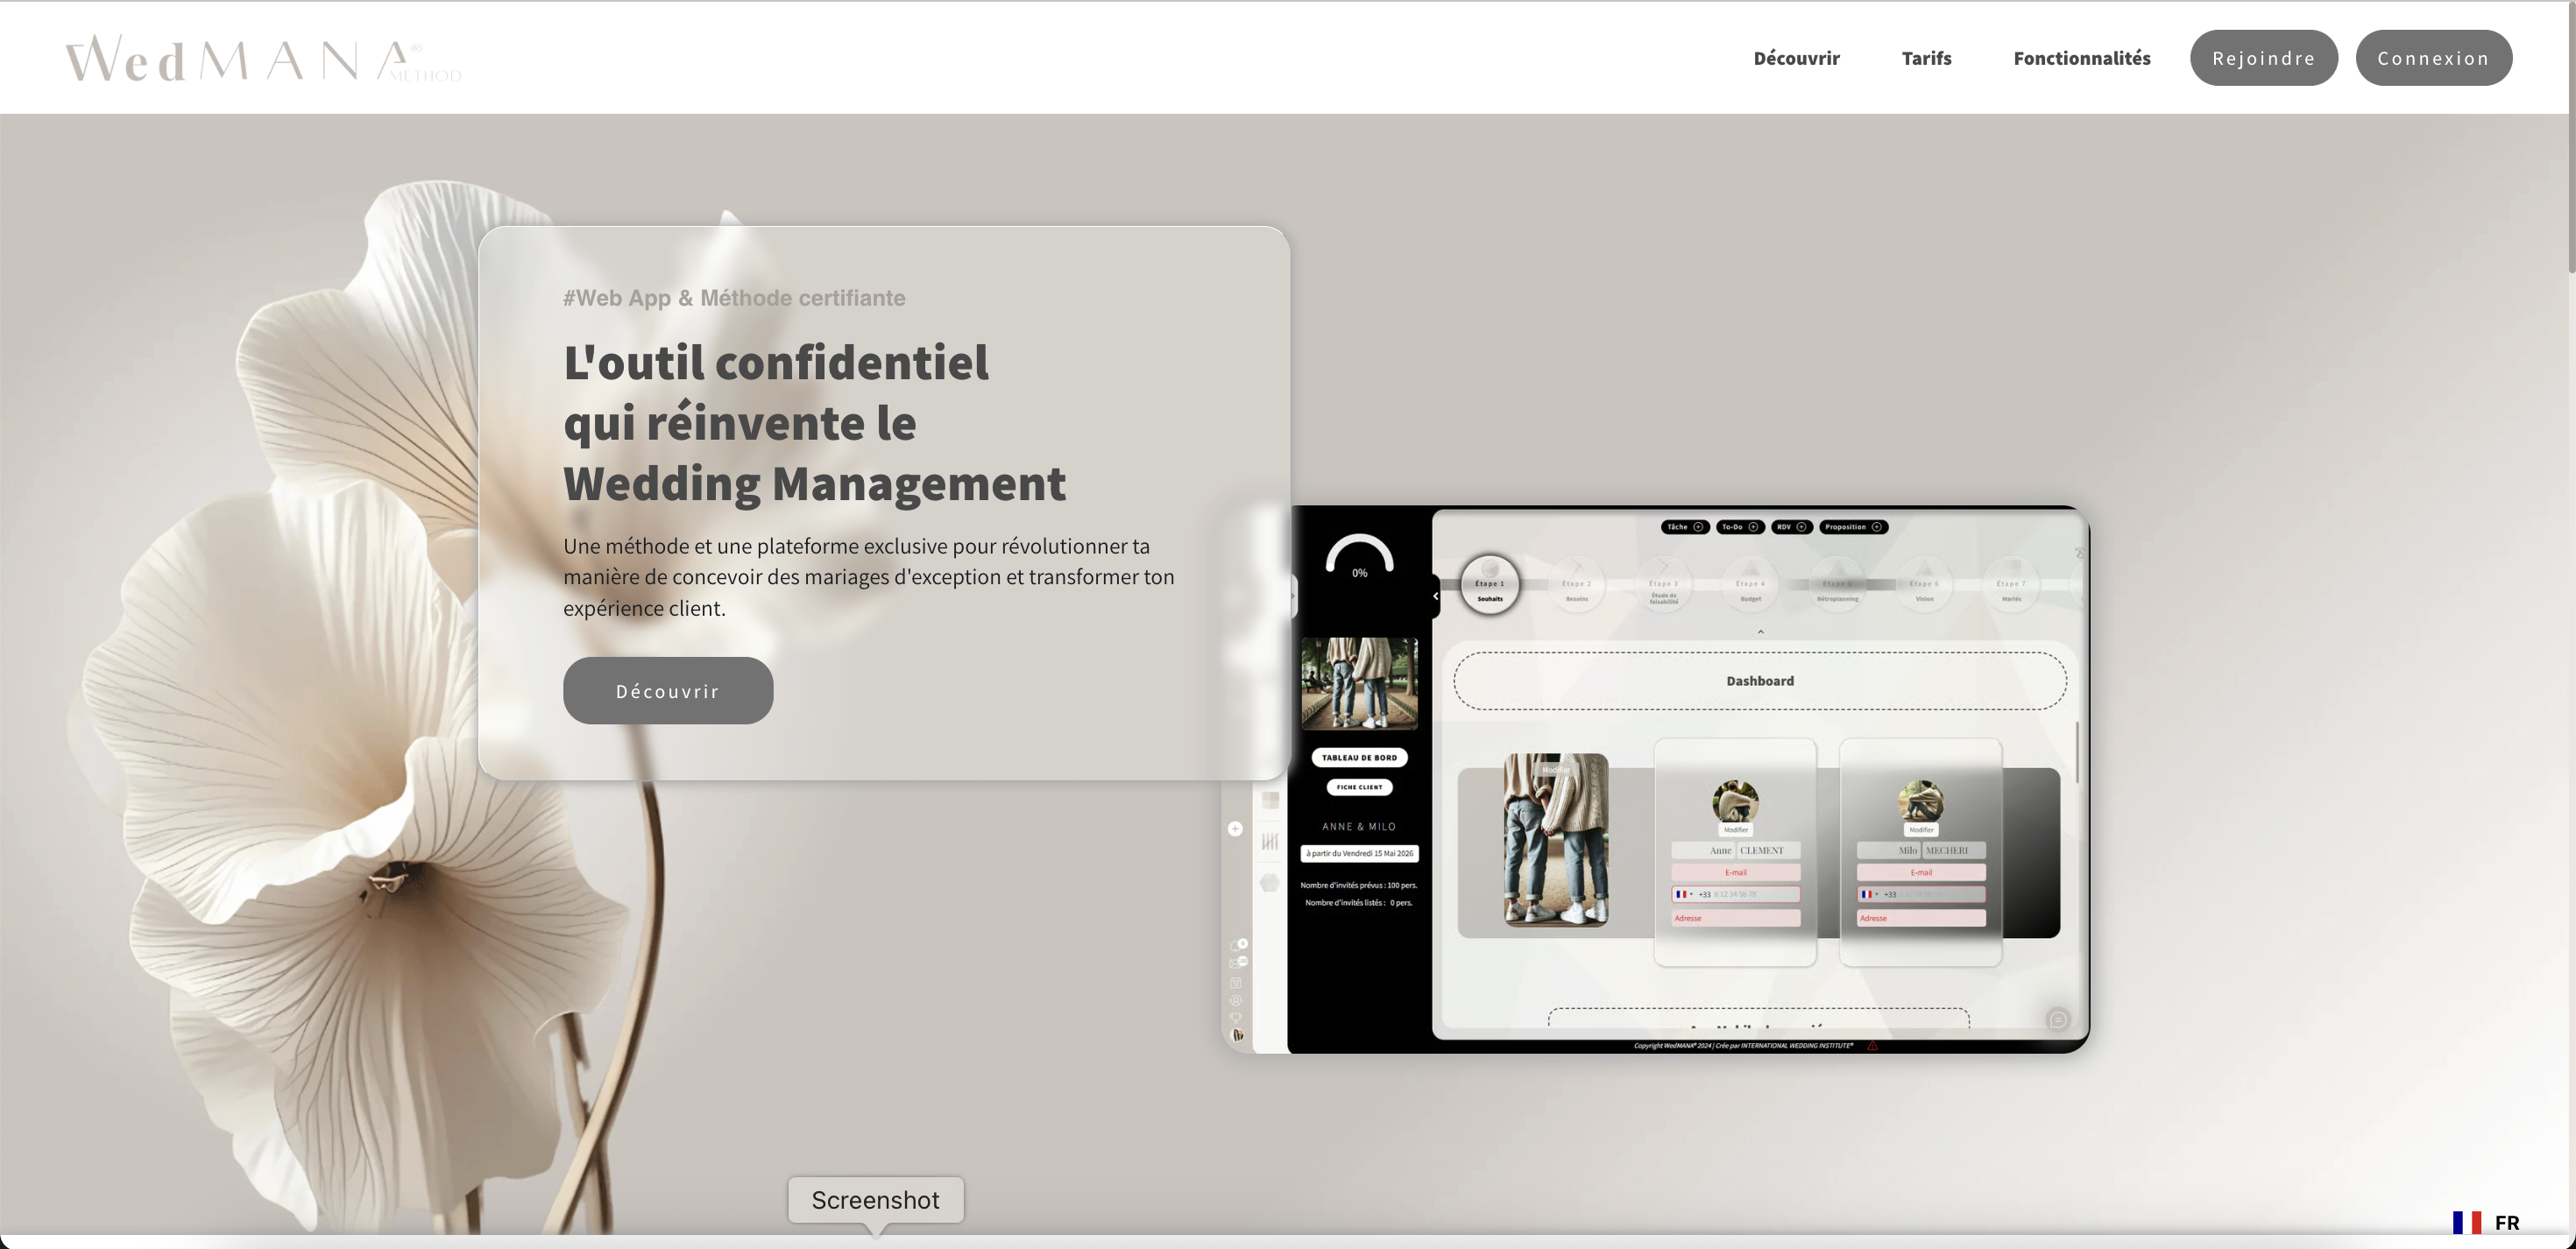 WedMANA®
METHOD
Découvrir
Tarifs
Fonctionnalités
Rejoindre
Connexion
#Web App & Méthode certifiante
L'outil confidentiel
qui réinvente le
Wedding Management
Une méthode et une plateforme exclusive pour révolutionner ta
manière de concevoir des mariages d'exception et transformer ton
expérience client.
Découvrir
0%
TABLEAU DE BORD
FICHE CLIENT
ANNE & MILO
à partir du Vendredi 15 Mai 2026
Nombre d'invités prévus : 100 pers.
Nombre d'invités listés : 0 pers.
Tâche
To-Do
RDV
Proposition
Étape 1
Souhaits
Étape 2
Besoins
Étape 3
Étude de
faisabilité
Étape 4
Budget
Étape 5
Rétroplanning
Étape 6
Vision
Étape 7
Mariés
Dashboard
Modifier
Modifier
Anne CLEMENT
E-mail
+33 6 12 34 56 78
Adresse
Modifier
Milo MECHERI
E-mail
+33
Adresse
Copyright WedMANA® 2024 | Crée par INTERNATIONAL WEDDING INSTITUTE®
Screenshot
FR